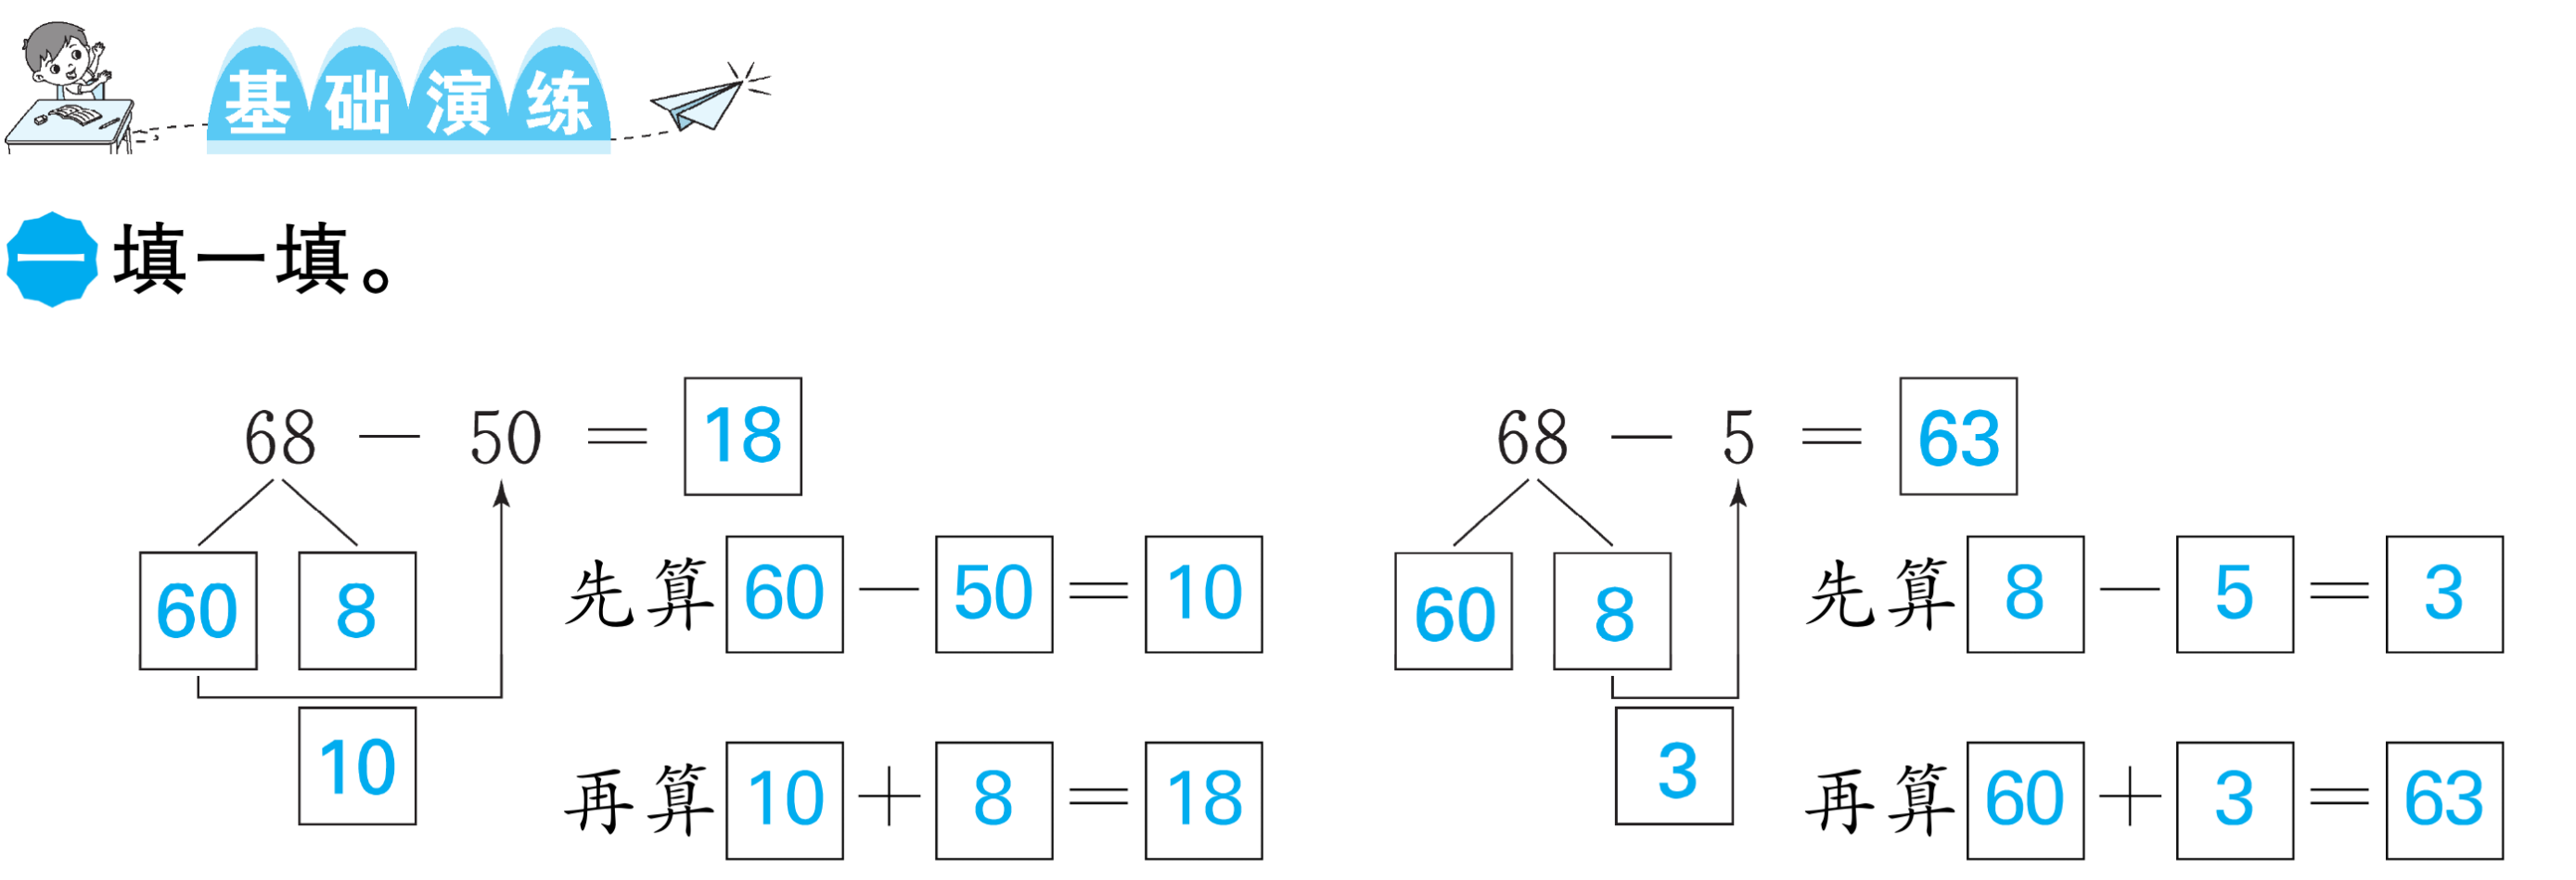 基础演练
一 填一填。
68 － 50 ＝ 18
60 8
10
先算 60 － 50 ＝ 10
再算 10 ＋ 8 ＝ 18
68 － 5 ＝ 63
60 8
3
先算 8 － 5 ＝ 3
再算 60 ＋ 3 ＝ 63